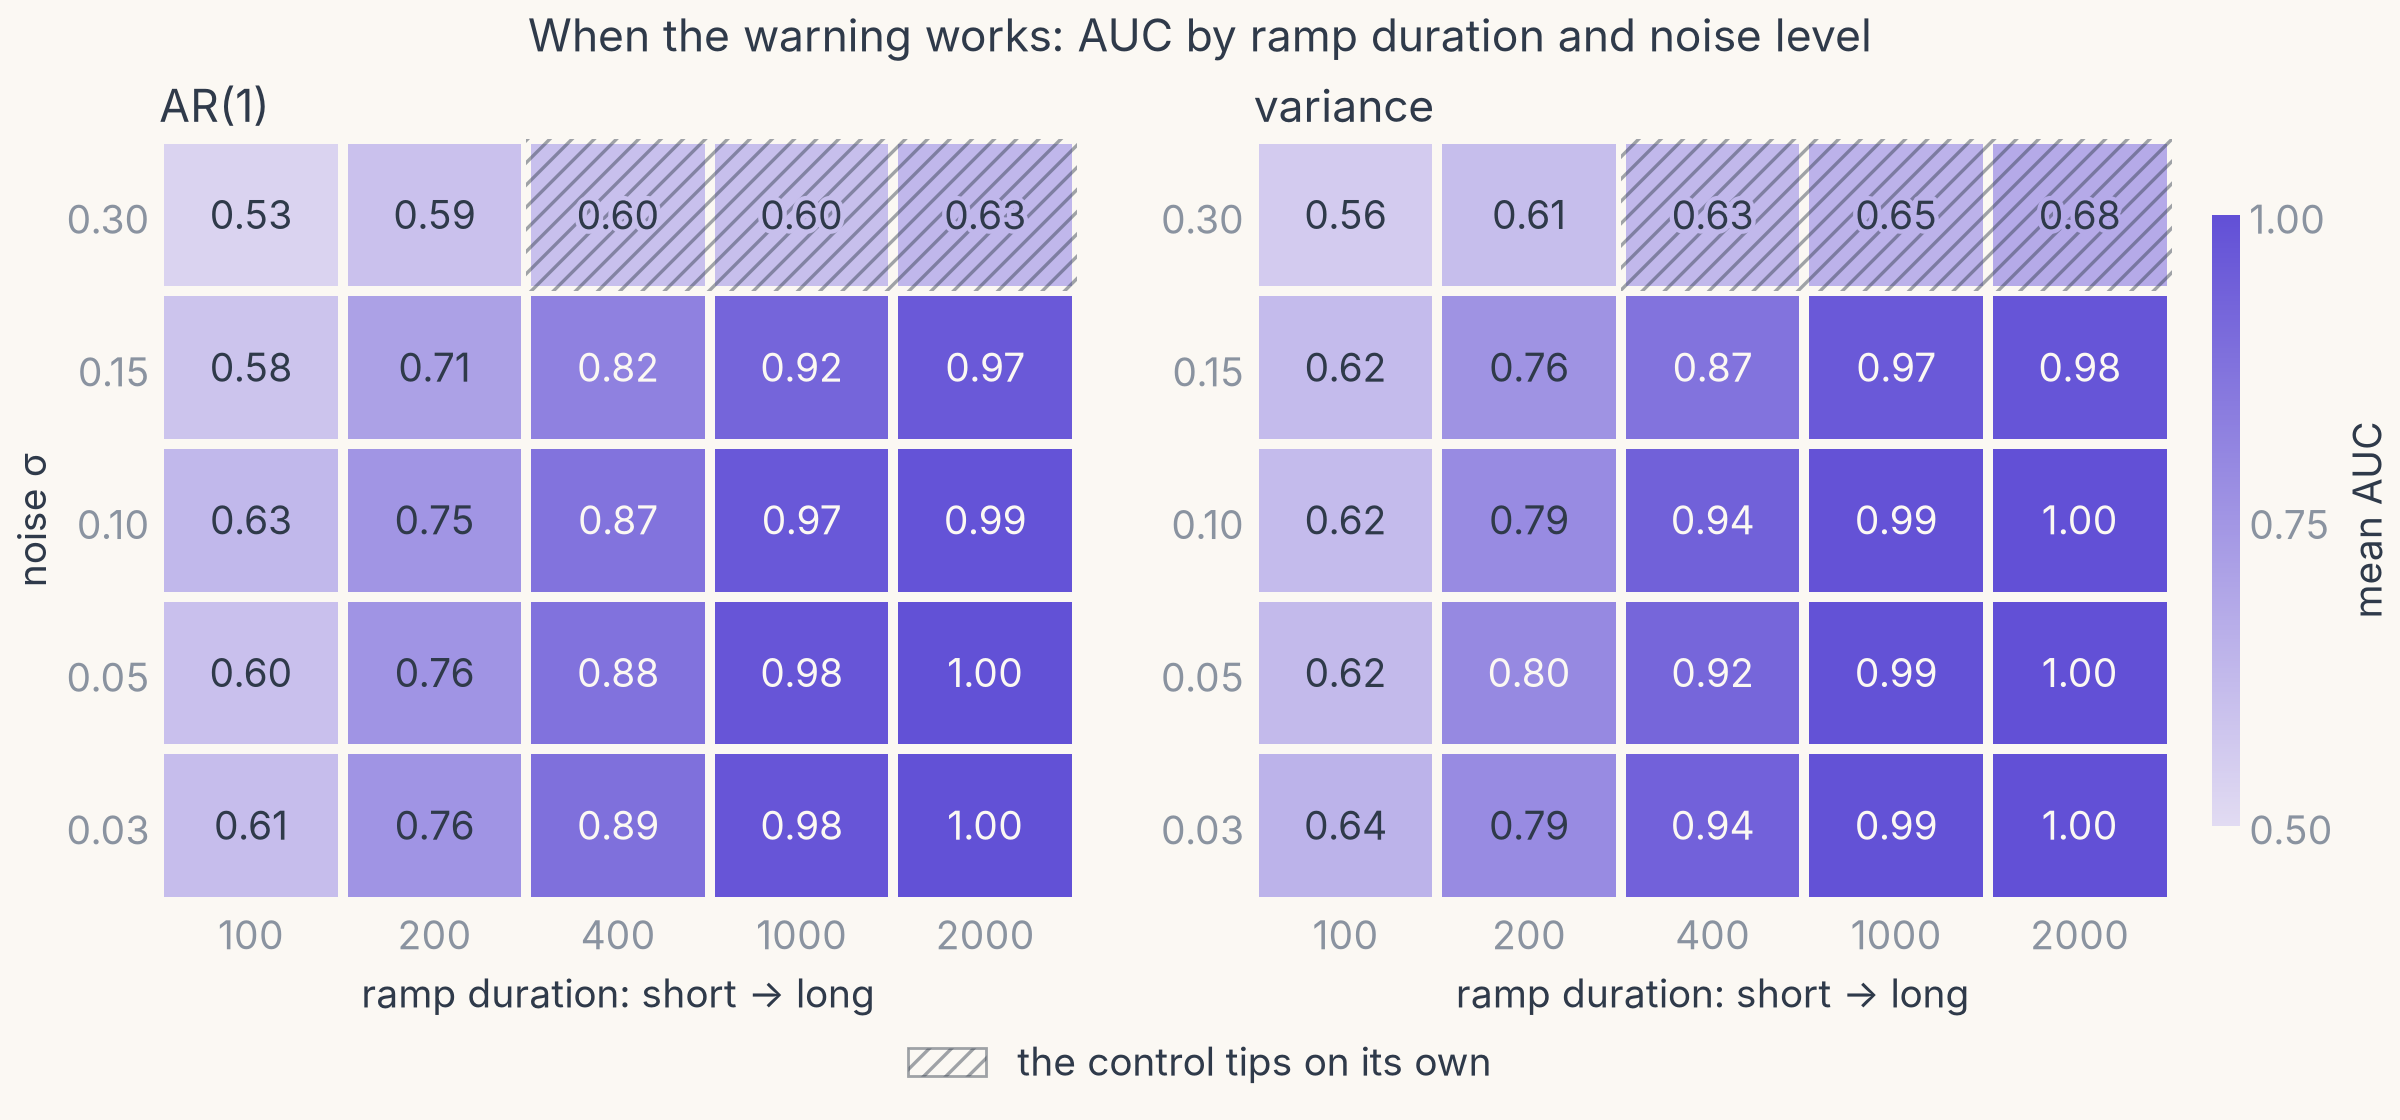 When the warning works: AUC by ramp duration and noise level
AR(1)
noise σ
0.30 0.53 0.59 0.60 0.60 0.63
0.15 0.58 0.71 0.82 0.92 0.97
0.10 0.63 0.75 0.87 0.97 0.99
0.05 0.60 0.76 0.88 0.98 1.00
0.03 0.61 0.76 0.89 0.98 1.00
100 200 400 1000 2000
ramp duration: short → long
variance
0.30 0.56 0.61 0.63 0.65 0.68
0.15 0.62 0.76 0.87 0.97 0.98
0.10 0.62 0.79 0.94 0.99 1.00
0.05 0.62 0.80 0.92 0.99 1.00
0.03 0.64 0.79 0.94 0.99 1.00
100 200 400 1000 2000
ramp duration: short → long
1.00
0.75
0.50
mean AUC
the control tips on its own